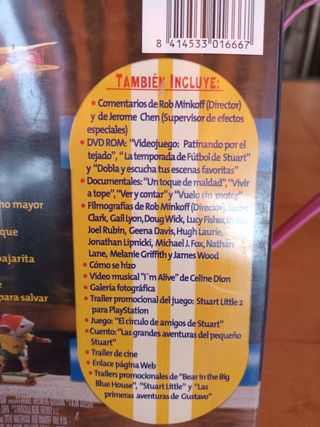 8 414533 016667
TAMBIÉN INCLUYE:
• Comentarios de Rob Minkoff (Director)
y de Jerome Chen (Supervisor de efectos
especiales)
• DVD ROM: "Videojuego: Patinando por el
tejado", "La temporada de Fútbol de Stuart"
y "Dobla y escucha tus escenas favoritas"
• Documentales: "Un toque de maldad", "Vivir
a tope", "Ver y contar" y "Vuelo sin motor"
• Filmografías de Rob Minkoff (Director), Jason
Clark, Gail Lyon, Doug Wick, Lucy Fisher, Bruce
Joel Rubin, Geena Davis, Hugh Laurie,
Jonathan Lipnicki, Michael J. Fox, Nathan
Lane, Melanie Griffith y James Wood
• Cómo se hizo
• Video musical "I'm Alive" de Celine Dion
• Galería fotográfica
• Trailer promocional del juego: Stuart Little 2
para PlayStation
• Juego: "El círculo de amigos de Stuart"
• Cuento: "Las grandes aventuras del pequeño
Stuart"
• Trailer de cine
• Enlace página Web
• Trailers promocionales de "Bear in the Big
Blue House", "Stuart Little" y "Las
primeras aventuras de Gustavo"
no mayor
que
bajarita
para salvar